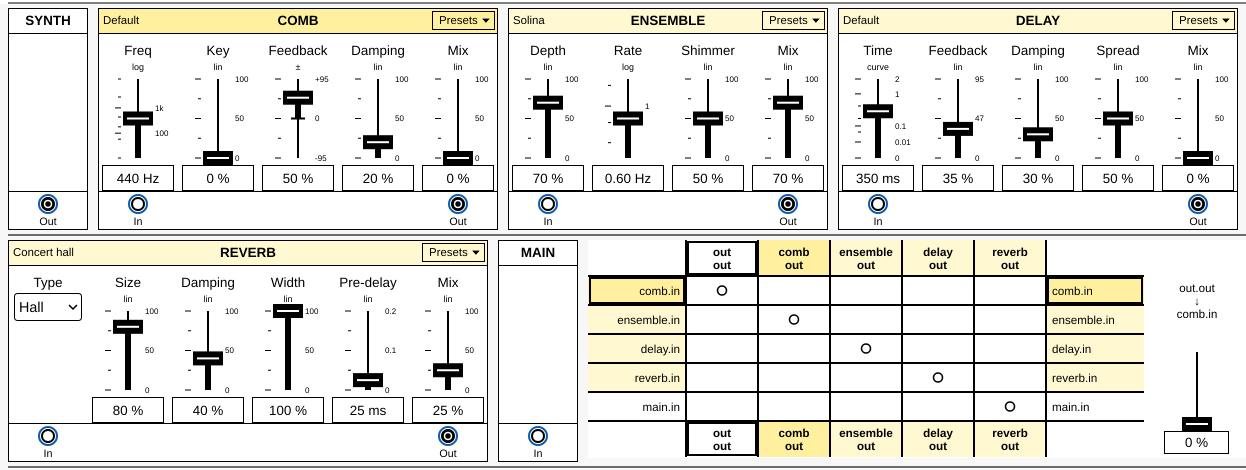 SYNTH
Out
Default COMB Presets
Freq Key Feedback Damping Mix
log lin ± lin lin
1k
100
100
50
0
+95
0
-95
100
50
0
100
50
0
440 Hz 0 % 50 % 20 % 0 %
In Out
Solina ENSEMBLE Presets
Depth Rate Shimmer Mix
lin log lin lin
100
50
0
1
100
50
0
100
50
0
70 % 0.60 Hz 50 % 70 %
In Out
Default DELAY Presets
Time Feedback Damping Spread Mix
curve lin lin lin lin
2
1
0.1
0.01
0
95
47
0
100
50
0
100
50
0
100
50
0
350 ms 35 % 30 % 50 % 0 %
In Out
Concert hall REVERB Presets
Type Size Damping Width Pre-delay Mix
lin lin lin lin lin
Hall
100
50
0
100
50
0
100
50
0
0.2
0.1
0
100
50
0
80 % 40 % 100 % 25 ms 25 %
In Out
MAIN
In
out comb ensemble delay reverb
out out out out out
comb.in comb.in
ensemble.in ensemble.in
delay.in delay.in
reverb.in reverb.in
main.in main.in
out comb ensemble delay reverb
out out out out out
out.out
↓
comb.in
0 %